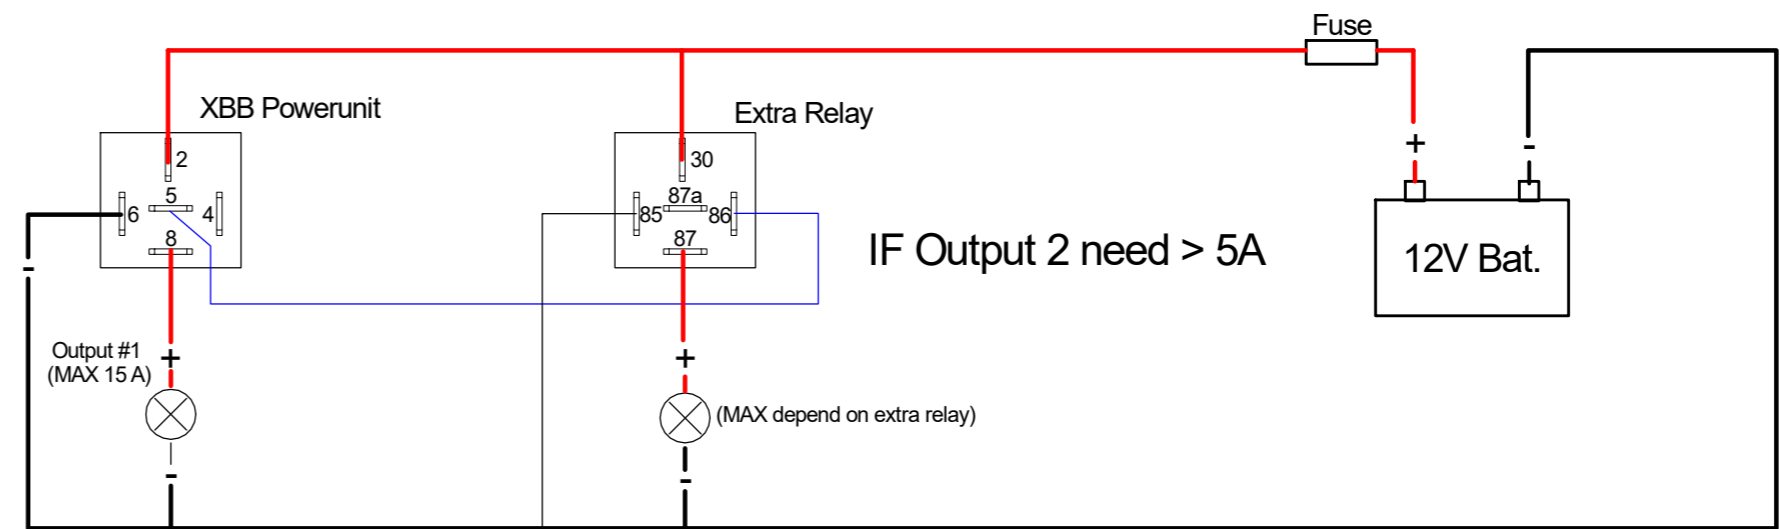 Fuse
XBB Powerunit
Extra Relay
2
5
6
4
8
30
87a
85
86
87
+
-
12V Bat.
IF Output 2 need > 5A
-
Output #1
(MAX 15 A)
+
-
+
(MAX depend on extra relay)
-